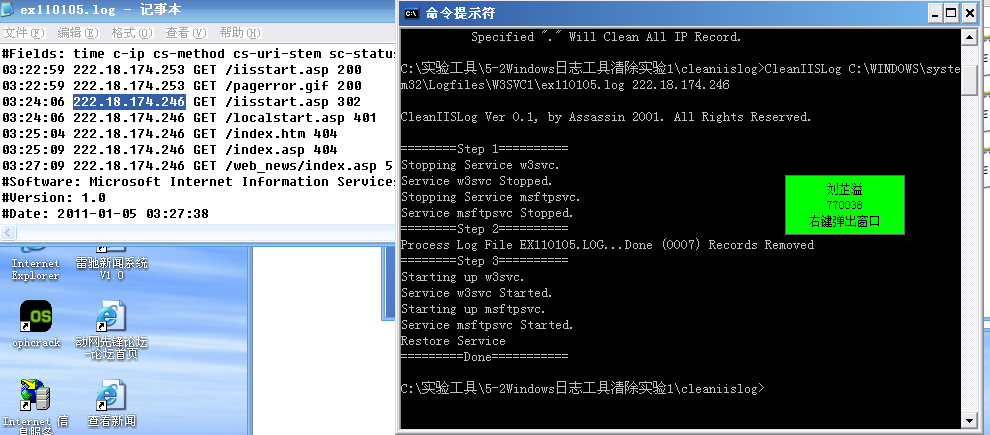 ex110105.log - 记事本
文件(F) 编辑(E) 格式(O) 查看(V) 帮助(H)
#Fields: time c-ip cs-method cs-uri-stem sc-status
03:22:59 222.18.174.253 GET /iisstart.asp 200
03:22:59 222.18.174.253 GET /pagerror.gif 200
03:24:06 222.18.174.246 GET /iisstart.asp 302
03:24:06 222.18.174.246 GET /localstart.asp 401
03:25:04 222.18.174.246 GET /index.htm 404
03:25:09 222.18.174.246 GET /index.asp 404
03:27:09 222.18.174.246 GET /web_news/index.asp 5
#Software: Microsoft Internet Information Services
#Version: 1.0
#Date: 2011-01-05 03:27:38
Internet
Explorer
雷驰新闻系统
V1.0
OS
ophcrack
动网先锋论坛
-论坛首页
Internet 信
息服务
查看新闻
命令提示符
Specified "." Will Clean All IP Record.
C:\实验工具\5-2Windows日志工具清除实验1\cleaniislog>CleanIISLog C:\WINDOWS\syste
m32\Logfiles\W3SVC1\ex110105.log 222.18.174.246
CleanIISLog Ver 0.1, by Assassin 2001. All Rights Reserved.
========Step 1==========
Stopping Service w3svc.
Service w3svc Stopped.
Stopping Service msftpsvc.
Service msftpsvc Stopped.
========Step 2==========
Process Log File EX110105.LOG...Done (0007) Records Removed
========Step 3==========
Starting up w3svc.
Service w3svc Started.
Starting up msftpsvc.
Service msftpsvc Started.
Restore Service
=========Done===========
C:\实验工具\5-2Windows日志工具清除实验1\cleaniislog>
刘芷溢
770038
右键弹出窗口